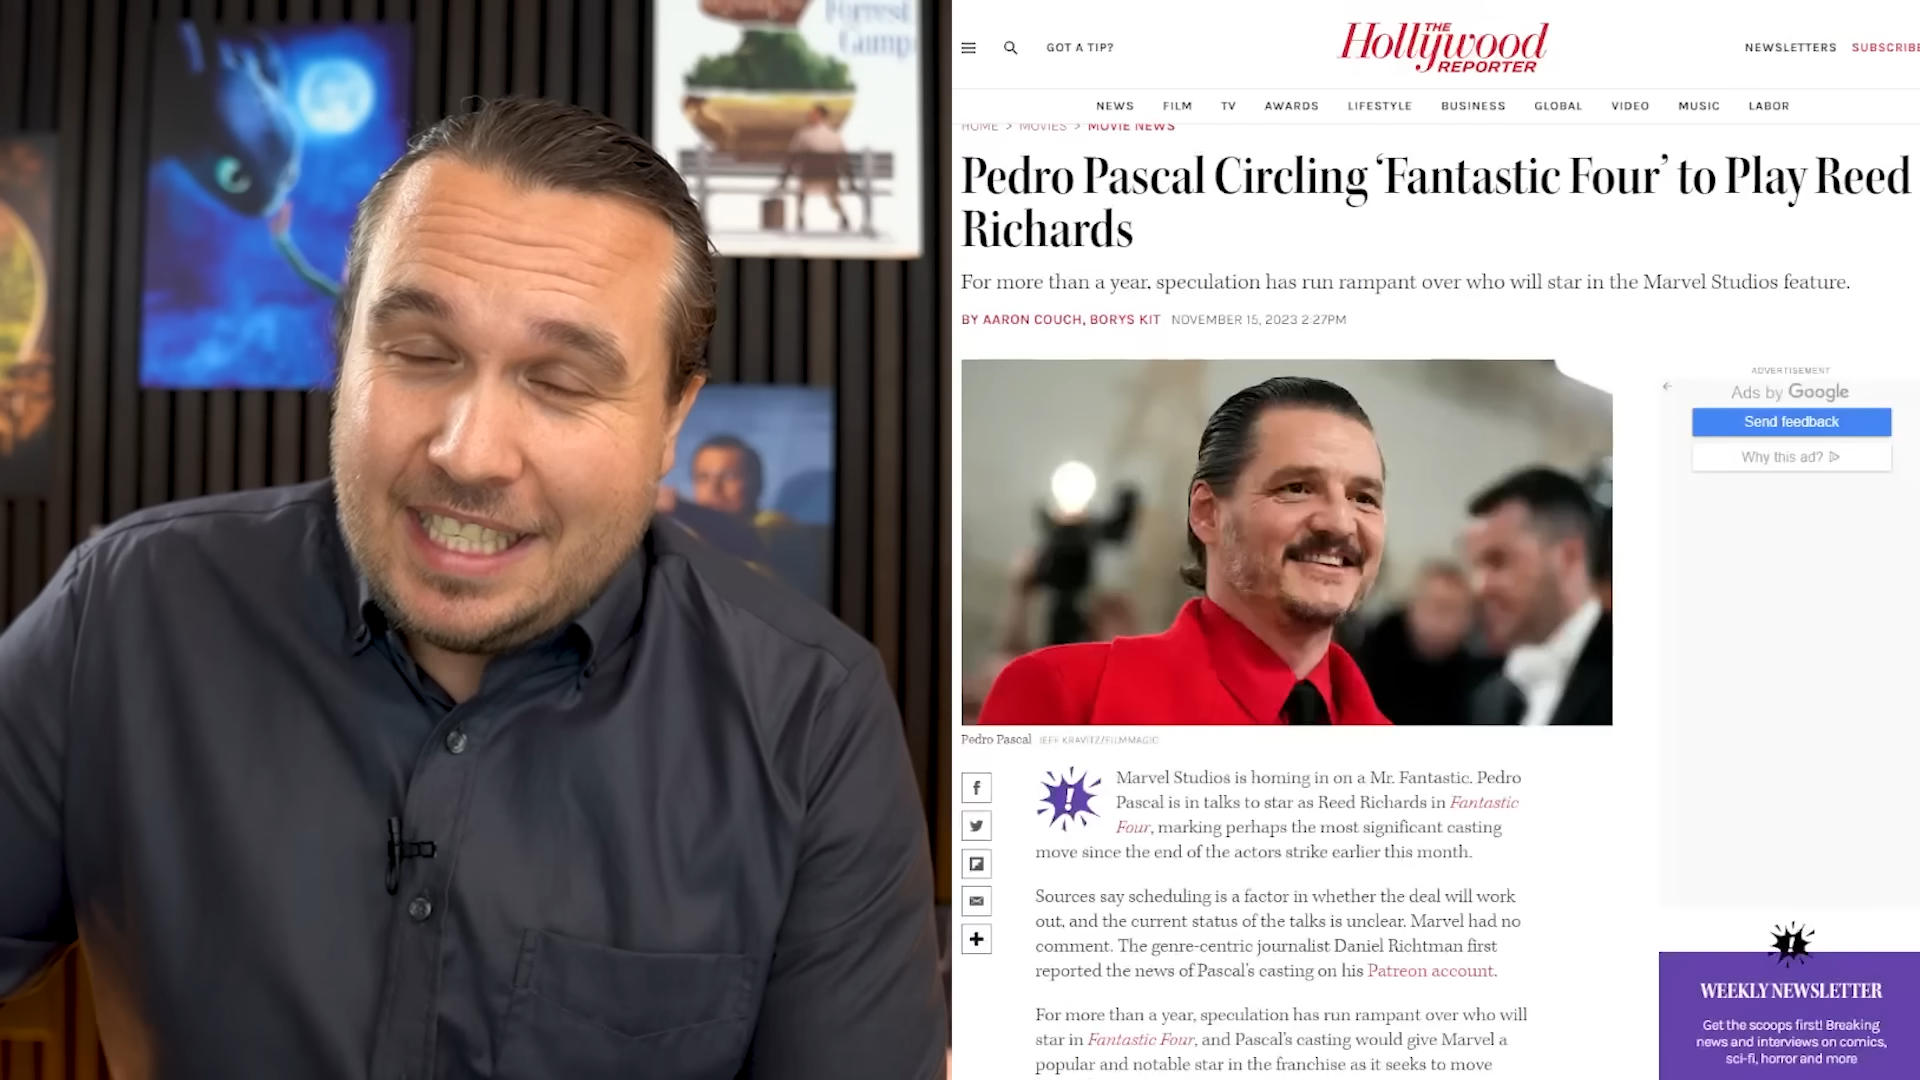 Forrest
Gump
GOT A TIP?
THE
Hollywood
REPORTER
NEWSLETTERS
SUBSCRIBE
NEWS
FILM
TV
AWARDS
LIFESTYLE
BUSINESS
GLOBAL
VIDEO
MUSIC
LABOR
HOME > MOVIES > MOVIE NEWS
Pedro Pascal Circling ‘Fantastic Four’ to Play Reed
Richards
For more than a year, speculation has run rampant over who will star in the Marvel Studios feature.
BY AARON COUCH, BORYS KIT NOVEMBER 15, 2023 2:27PM
ADVERTISEMENT
Ads by Google
Send feedback
Why this ad?
Pedro Pascal JEFF KRAVITZ/FILMMAGIC
Marvel Studios is homing in on a Mr. Fantastic. Pedro
Pascal is in talks to star as Reed Richards in Fantastic
Four, marking perhaps the most significant casting
move since the end of the actors strike earlier this month.
Sources say scheduling is a factor in whether the deal will work
out, and the current status of the talks is unclear. Marvel had no
comment. The genre-centric journalist Daniel Richtman first
reported the news of Pascal's casting on his Patreon account.
For more than a year, speculation has run rampant over who will
star in Fantastic Four, and Pascal's casting would give Marvel a
popular and notable star in the franchise as it seeks to move
WEEKLY NEWSLETTER
Get the scoops first! Breaking
news and interviews on comics,
sci-fi, horror and more